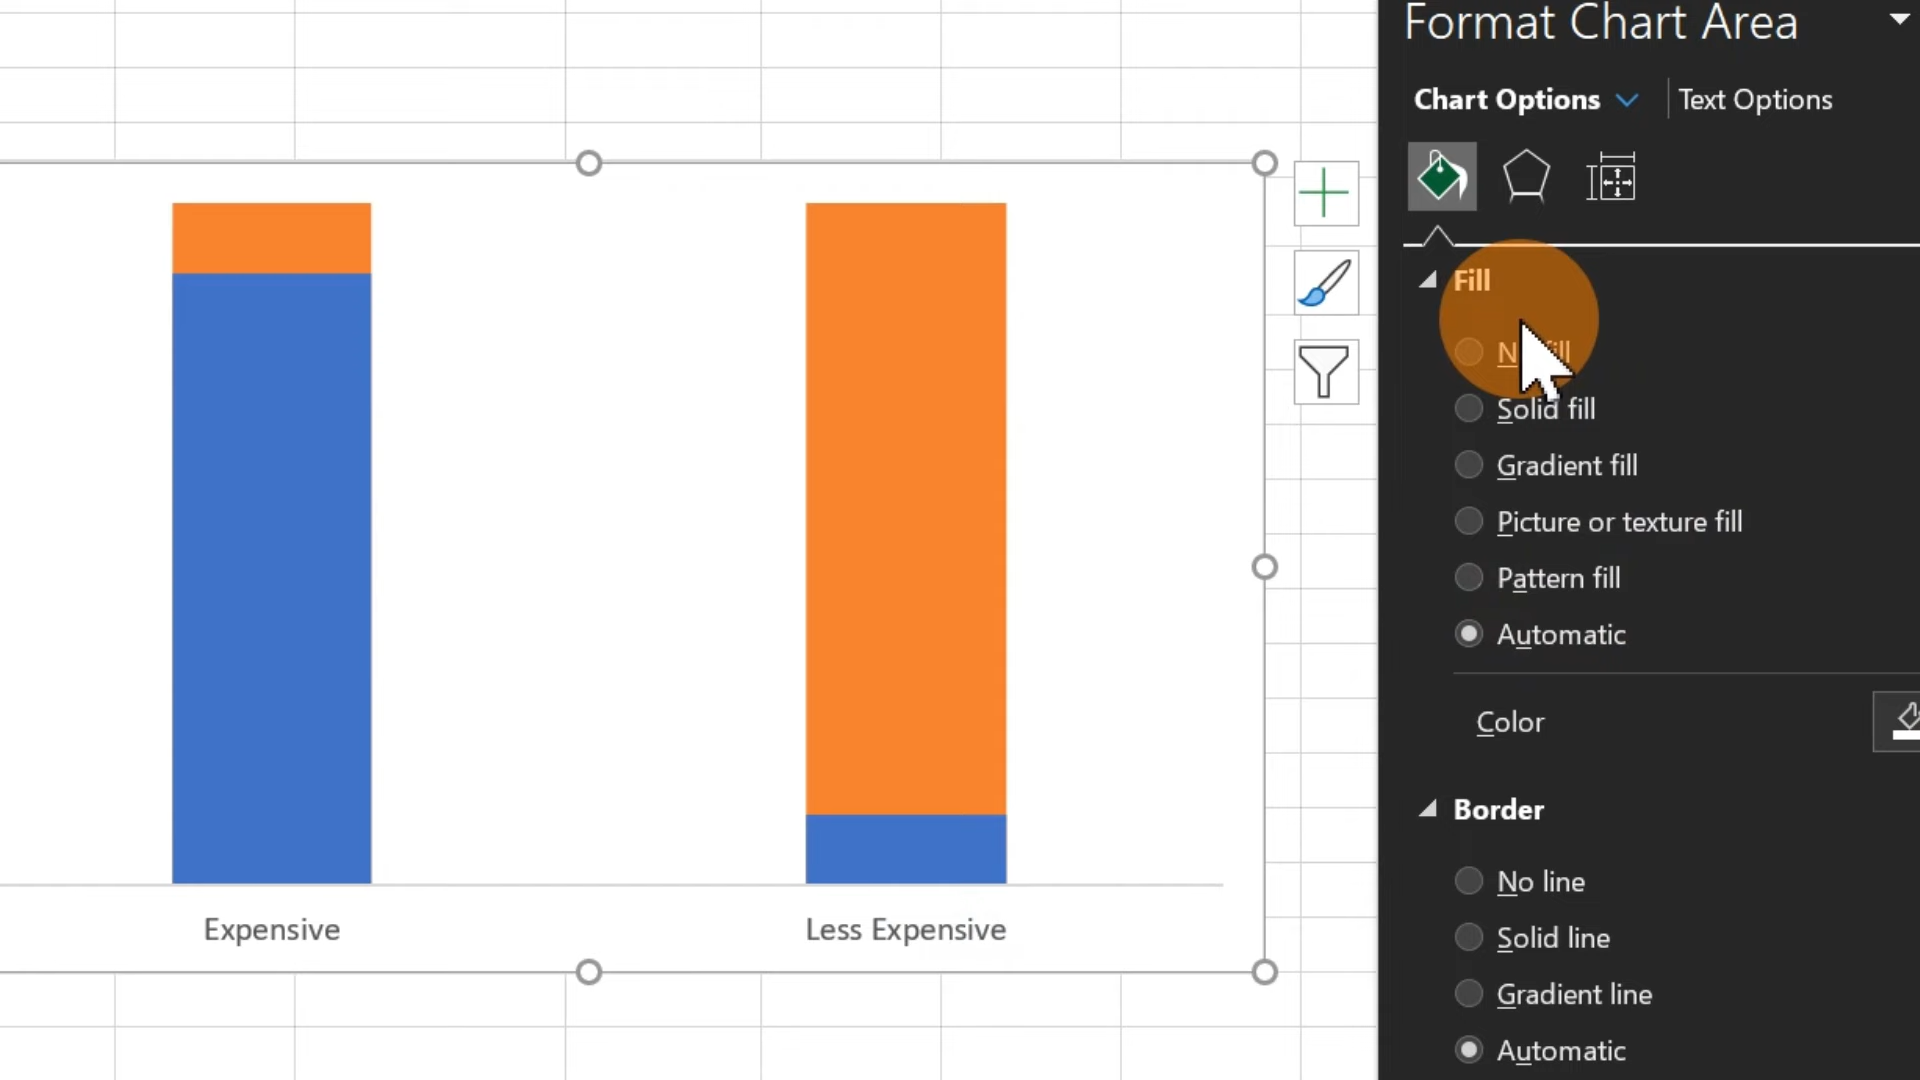 Format Chart Area
Chart Options
Text Options
Fill
Solid fill
Gradient fill
Picture or texture fill
Pattern fill
Automatic
Color
Border
No line
Solid line
Gradient line
Automatic
Expensive
Less Expensive